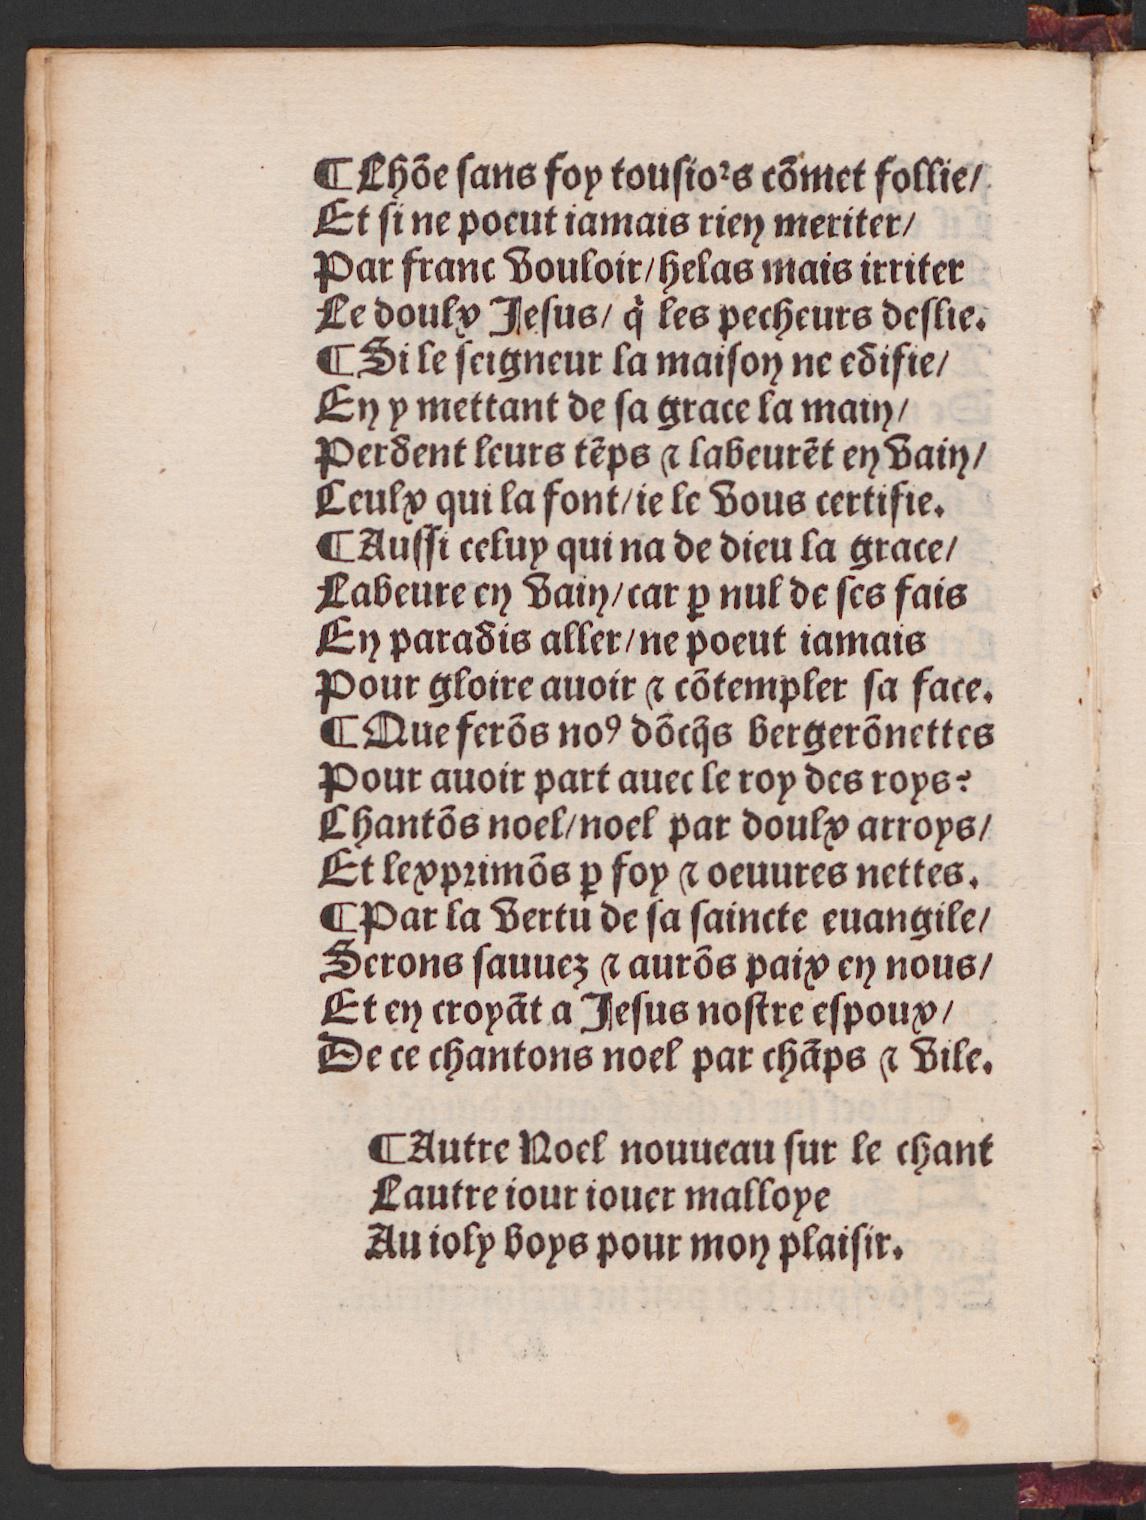 ¶Lhõe sans foy tousioꝛs cõmet follie/
Et si ne poeut iamais rien meriter/
Par franc vouloir/helas mais irriter
Le doulx Jesus/ q̇ les pecheurs deslie.
¶Si le seigneur la maison ne edifie/
En y mettant de sa grace la main/
Perdent leurs tẽps ⁊ labeurẽt en vain/
Ceulx qui la font/ie le vous certifie.
¶Aussi celuy qui na de dieu la grace/
Labeure en vain/car ꝑ nul de ses fais
En paradis aller/ne poeut iamais
Pour gloire auoir ⁊ cõtempler sa face.
¶Que ferõs noꝰ dõcq̃s bergerõnettes
Pour auoir part auec le roy des roys?
Chantõs noel/noel par doulx arroys/
Et lexpꝛimõs ꝑ foy ⁊ oeuures nettes.
¶Par la vertu de sa saincte euangile/
Serons sauuez ⁊ aurõs paix en nous/
Et en croyãt a Jesus nostre espoux/
De ce chantons noel par chãps ⁊ vile.
¶Autre Noel nouueau sur le chant
Lautre iour iouer malloye
Au ioly boys pour mon plaisir.